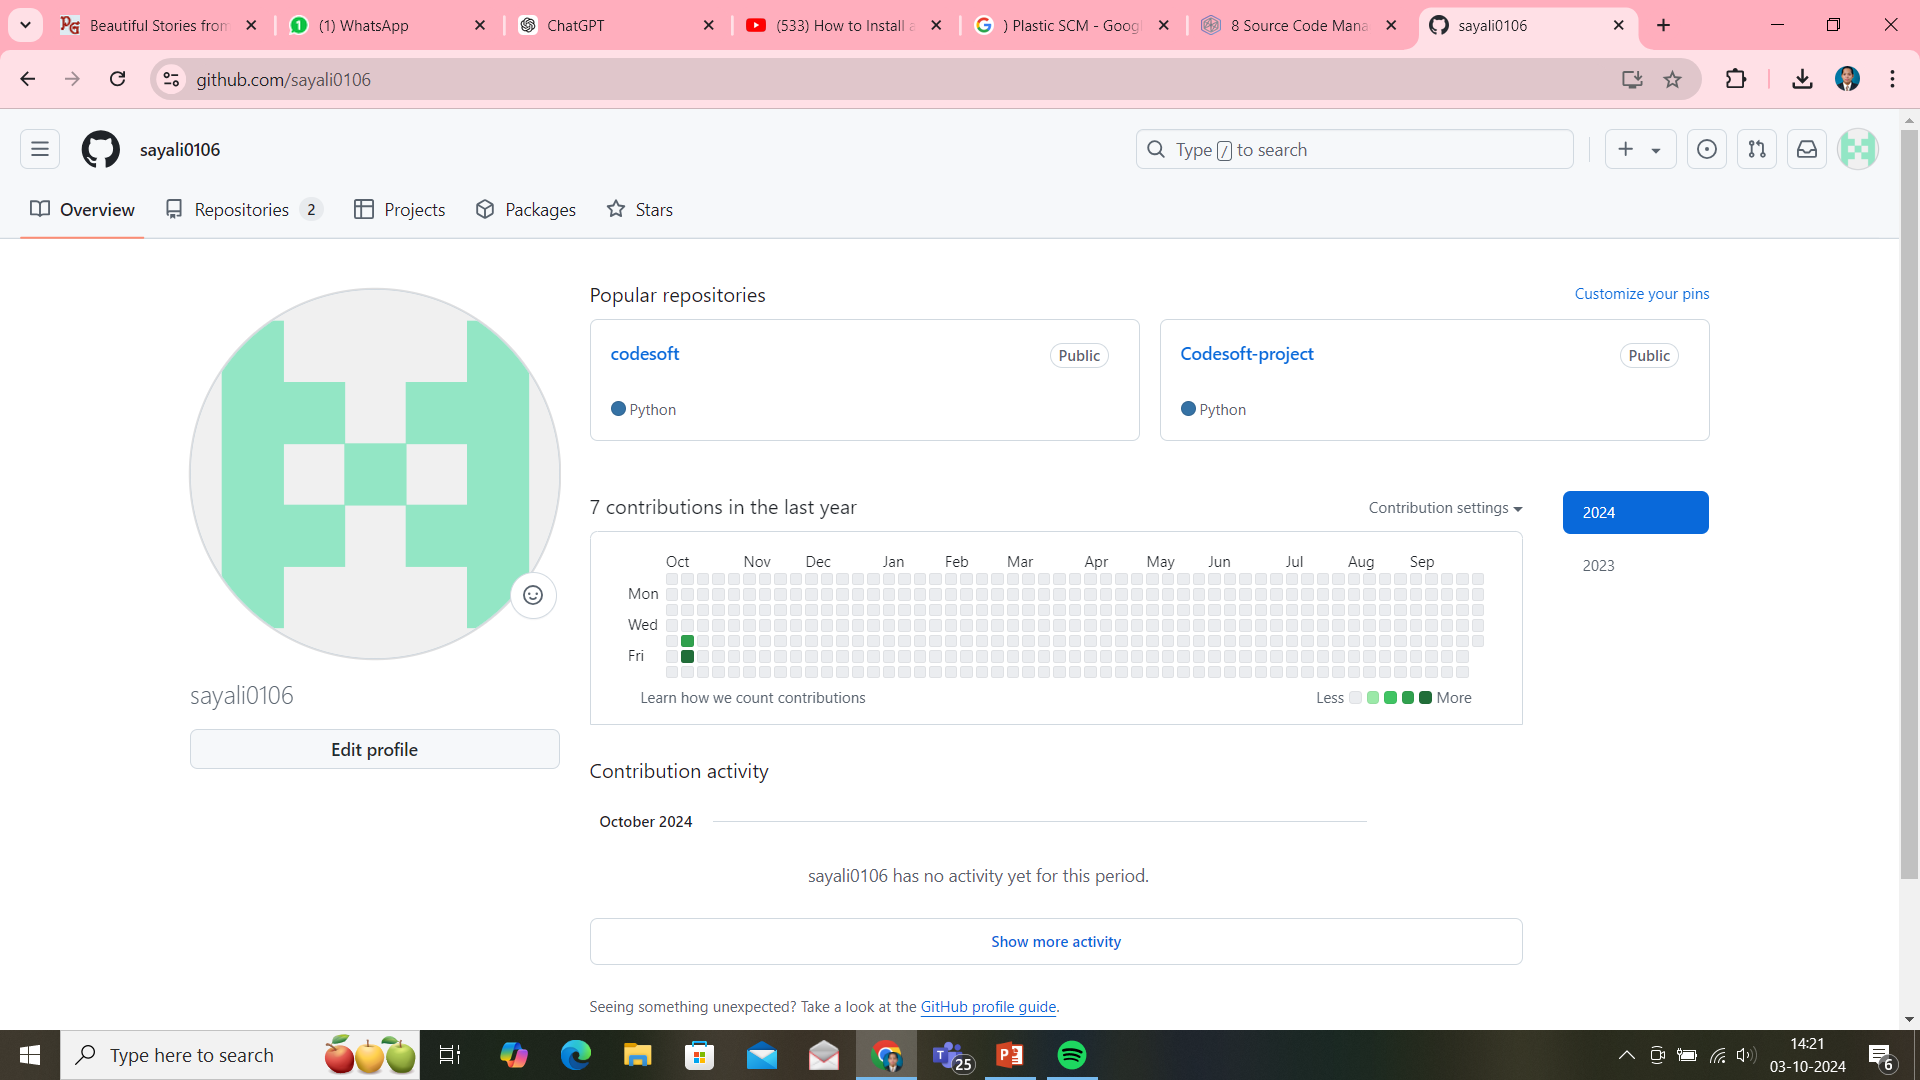 Beautiful Stories from
(1) WhatsApp
ChatGPT
(533) How to Install a
) Plastic SCM - Googl
8 Source Code Mana
sayali0106
github.com/sayali0106
sayali0106
Type / to search
Overview
Repositories 2
Projects
Packages
Stars
Popular repositories
Customize your pins
codesoft
Public
Python
Codesoft-project
Public
Python
7 contributions in the last year
Contribution settings
2024
2023
Oct Nov Dec Jan Feb Mar Apr May Jun Jul Aug Sep
Mon
Wed
Fri
Learn how we count contributions
Less More
sayali0106
Edit profile
Contribution activity
October 2024
sayali0106 has no activity yet for this period.
Show more activity
Seeing something unexpected? Take a look at the GitHub profile guide.
Type here to search
25
14:21
03-10-2024
6